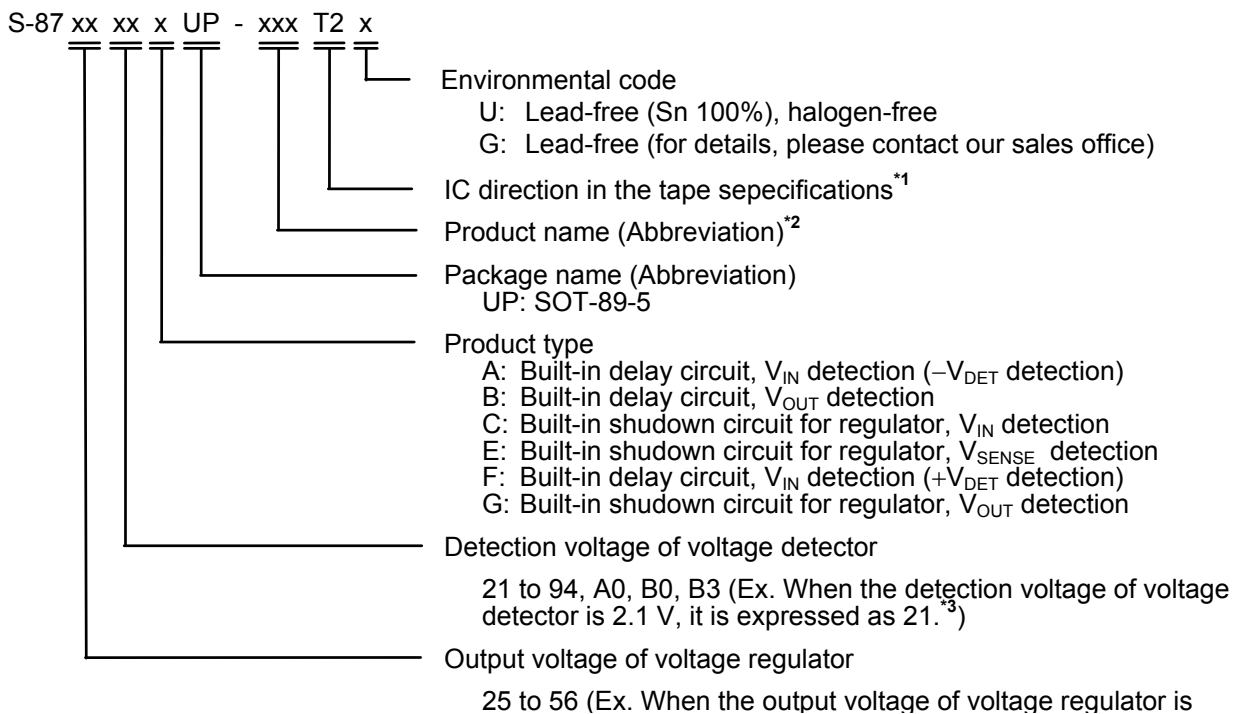 S-87 xx xx x UP - xxx T2 x
Environmental code
U: Lead-free (Sn 100%), halogen-free
G: Lead-free (for details, please contact our sales office)
IC direction in the tape sepecifications*1
Product name (Abbreviation)*2
Package name (Abbreviation)
UP: SOT-89-5
Product type
A: Built-in delay circuit, VIN detection (−VDET detection)
B: Built-in delay circuit, VOUT detection
C: Built-in shudown circuit for regulator, VIN detection
E: Built-in shudown circuit for regulator, VSENSE detection
F: Built-in delay circuit, VIN detection (+VDET detection)
G: Built-in shudown circuit for regulator, VOUT detection
Detection voltage of voltage detector
21 to 94, A0, B0, B3 (Ex. When the detection voltage of voltage
detector is 2.1 V, it is expressed as 21.*3)
Output voltage of voltage regulator
25 to 56 (Ex. When the output voltage of voltage regulator is